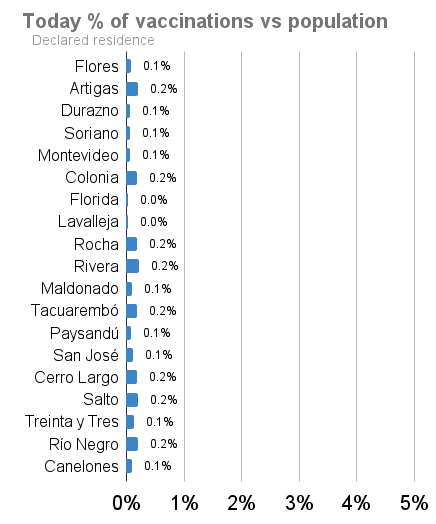 Today % of vaccinations vs population
Declared residence
Flores 0.1%
Artigas 0.2%
Durazno 0.1%
Soriano 0.1%
Montevideo 0.1%
Colonia 0.2%
Florida 0.0%
Lavalleja 0.0%
Rocha 0.2%
Rivera 0.2%
Maldonado 0.1%
Tacuarembó 0.2%
Paysandú 0.1%
San José 0.1%
Cerro Largo 0.2%
Salto 0.2%
Treinta y Tres 0.1%
Río Negro 0.2%
Canelones 0.1%
0% 1% 2% 3% 4% 5%